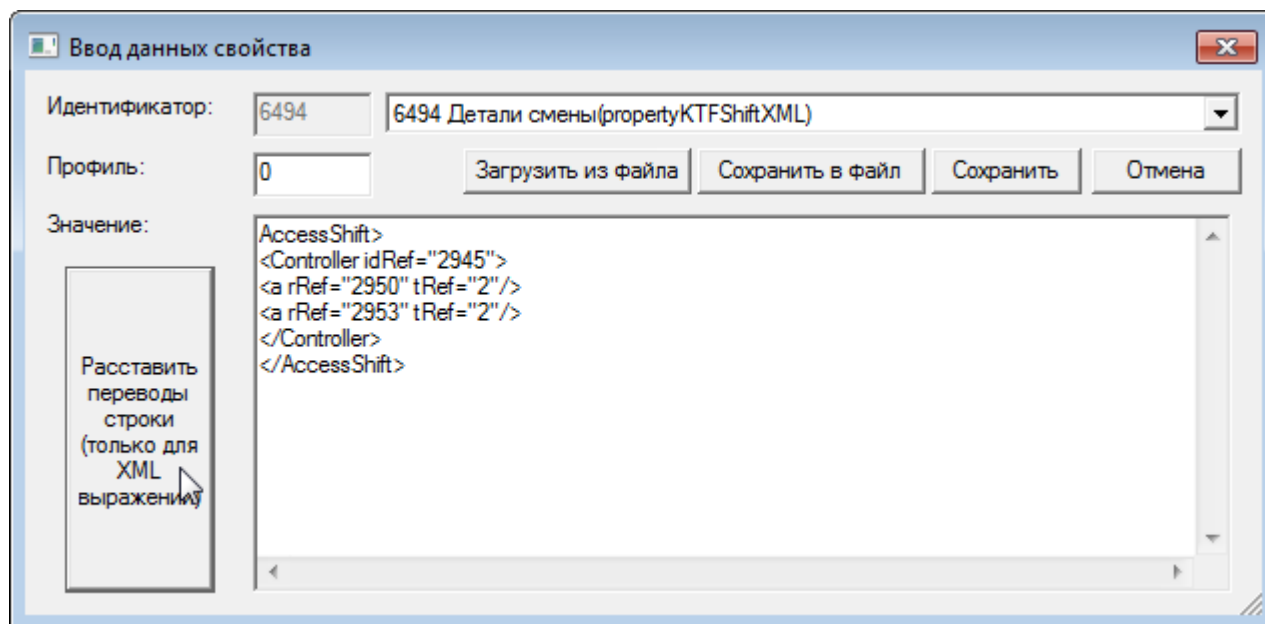 Ввод данных свойства
Идентификатор: 6494 6494 Детали смены(propertyKTFShiftXML)
Профиль: 0 Загрузить из файла Сохранить в файл Сохранить Отмена
Значение:
AccessShift>
<Controller idRef="2945">
<a rRef="2950" tRef="2"/>
<a rRef="2953" tRef="2"/>
</Controller>
</AccessShift>
Расставить
переводы
строки
(только для
XML
выражений)